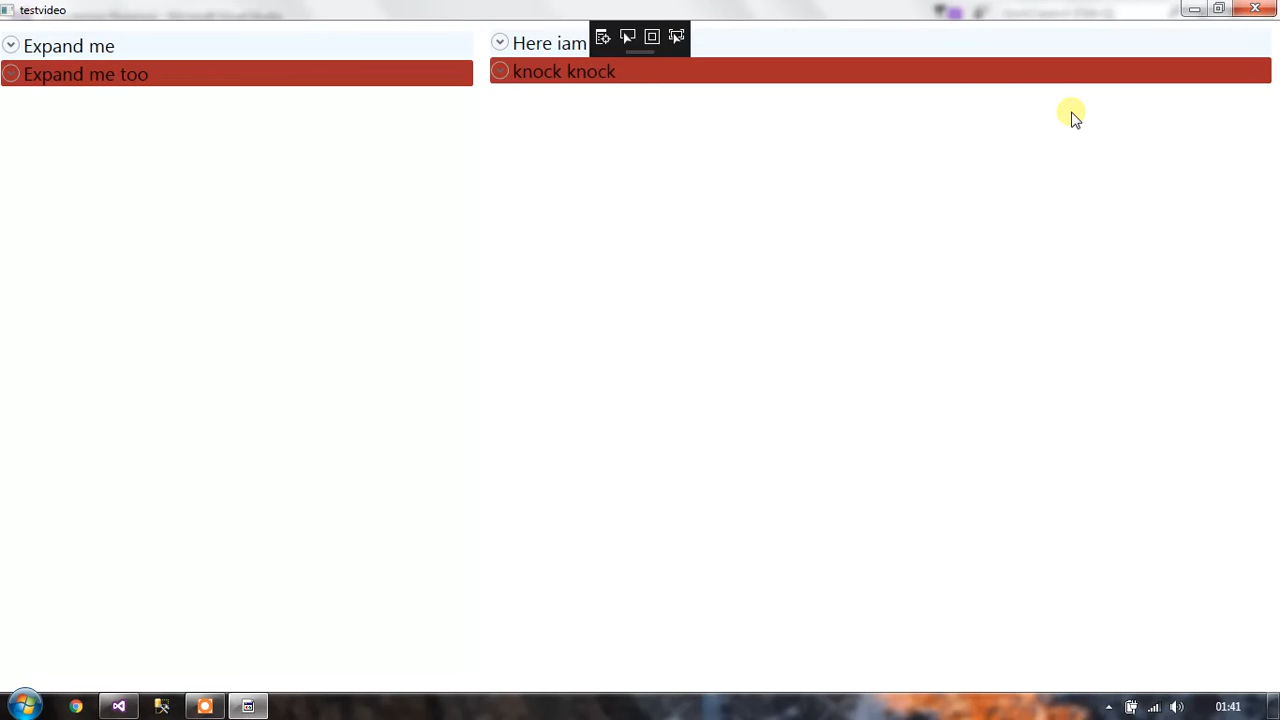 testvideo
Expand me
Expand me too
Here iam
knock knock
01:41